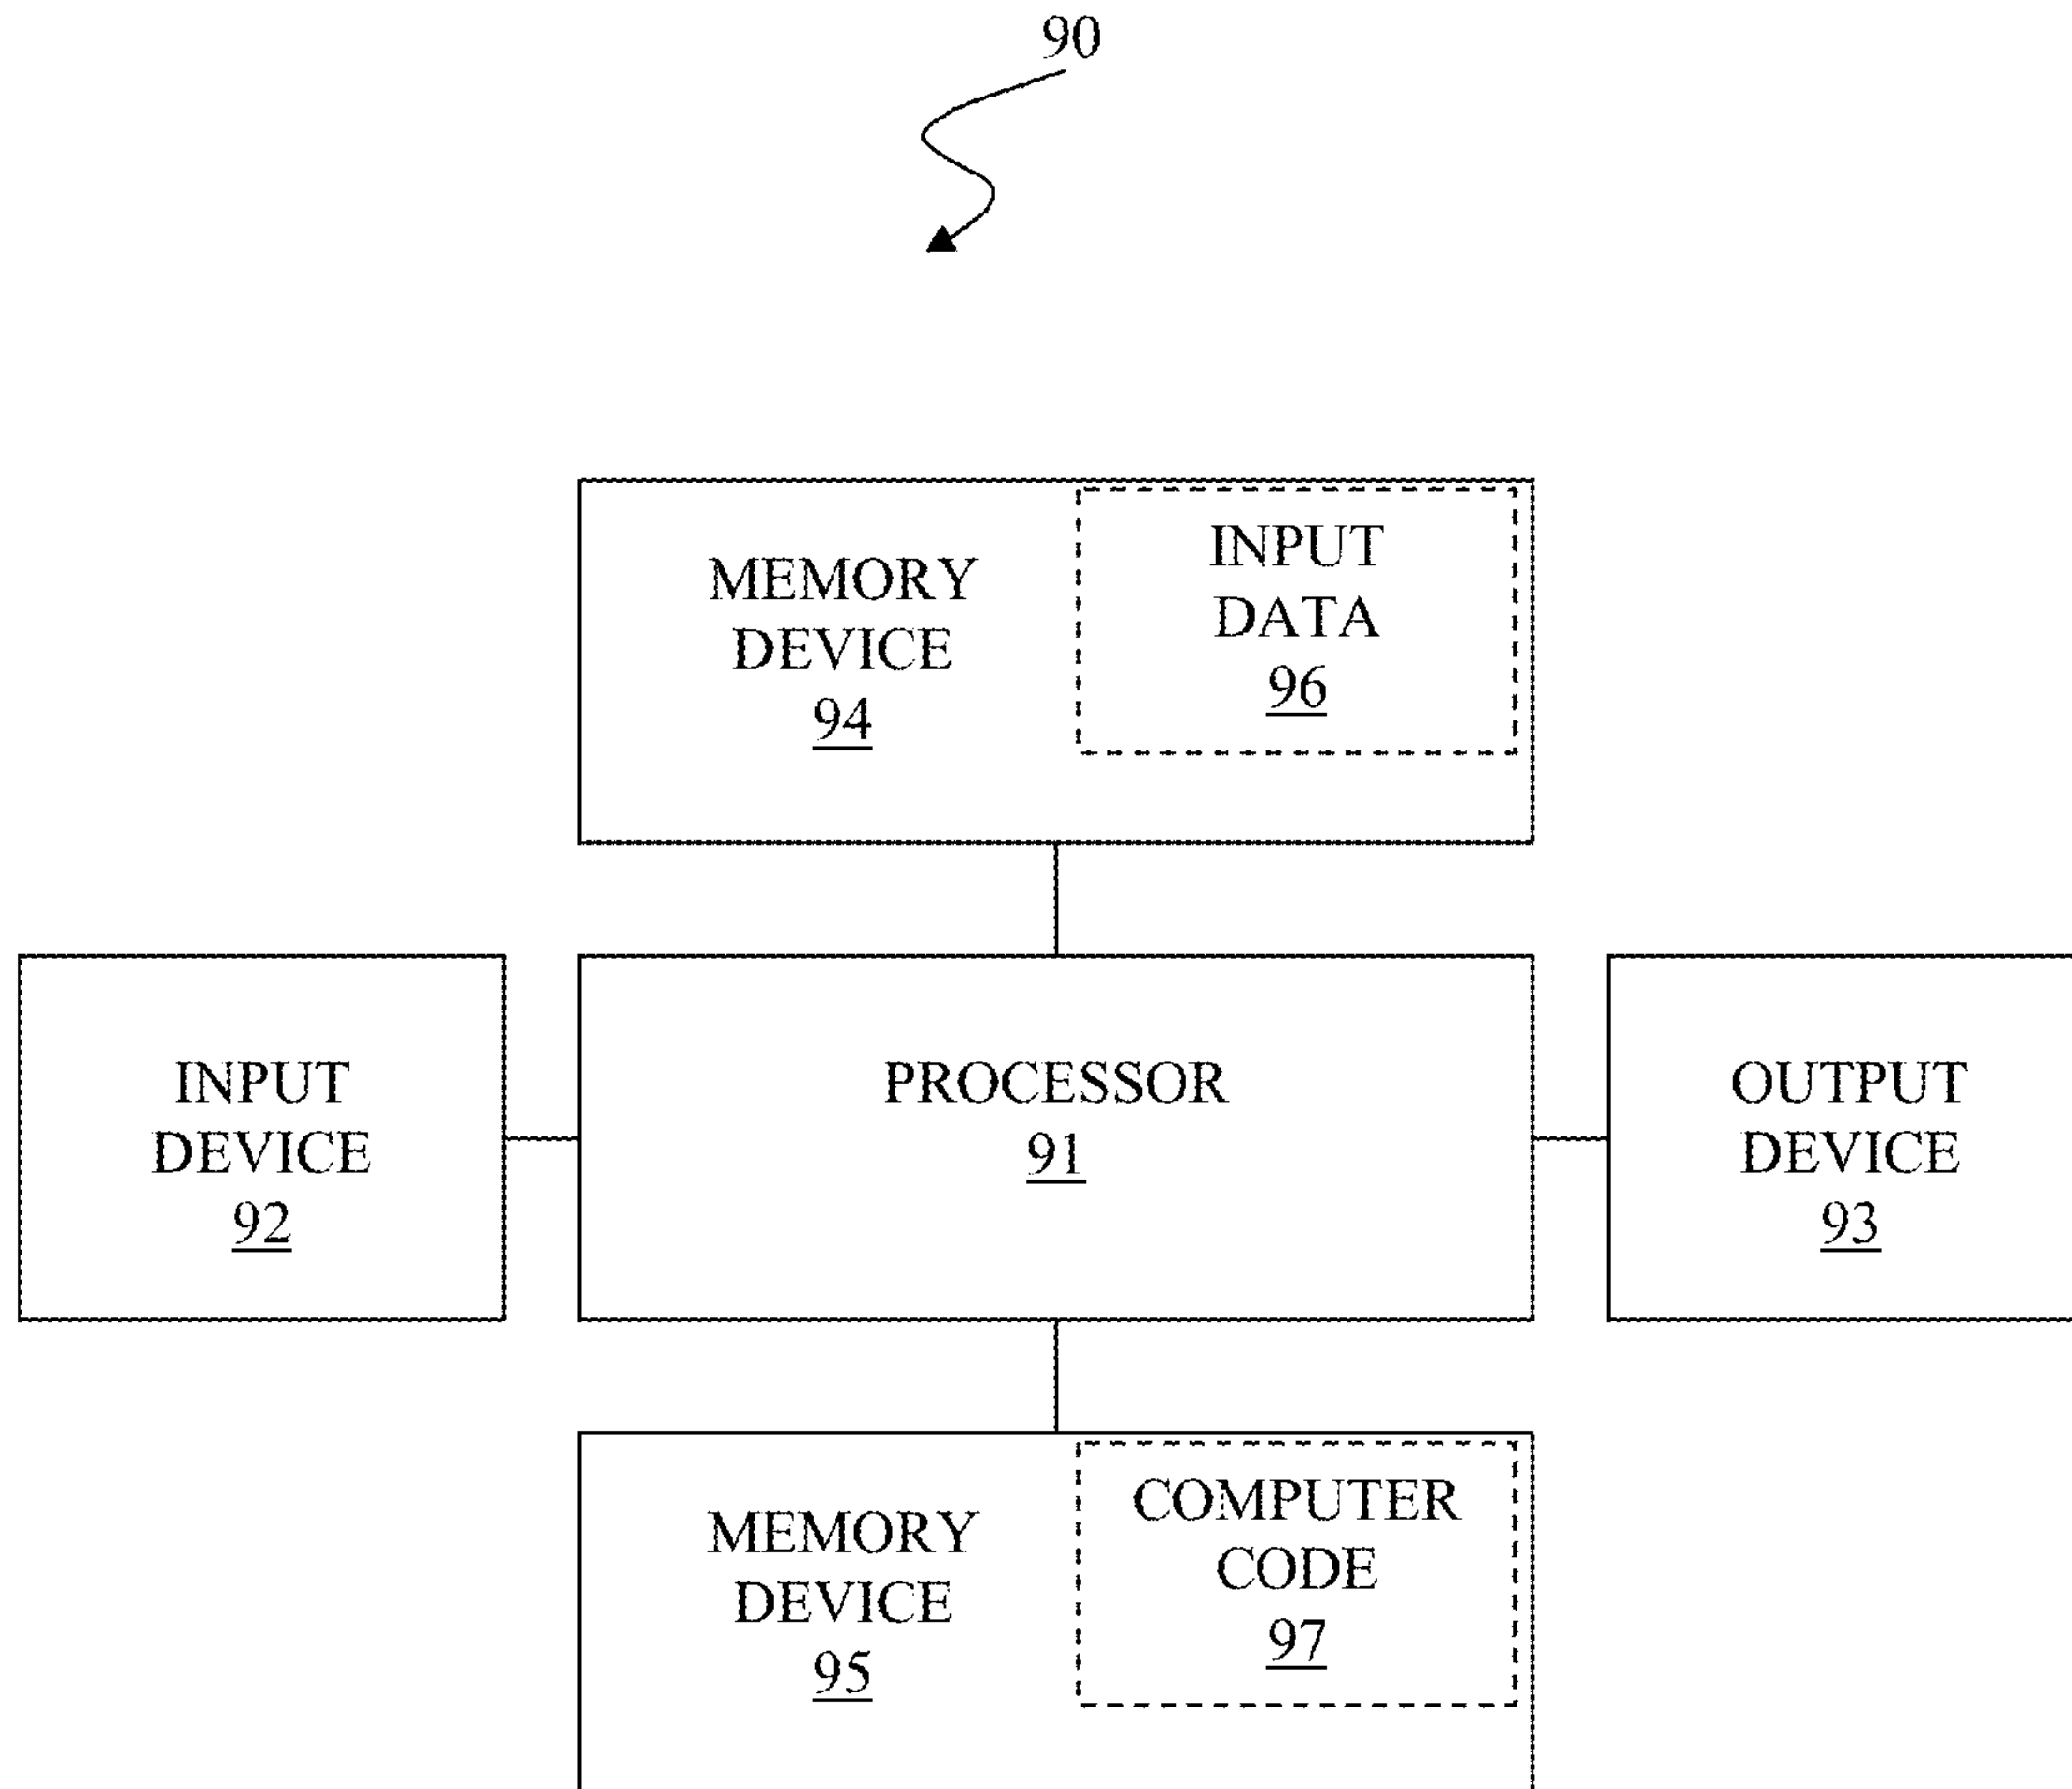 90
MEMORY
DEVICE
94
INPUT
DATA
96
INPUT
DEVICE
92
PROCESSOR
91
OUTPUT
DEVICE
93
MEMORY
DEVICE
95
COMPUTER
CODE
97